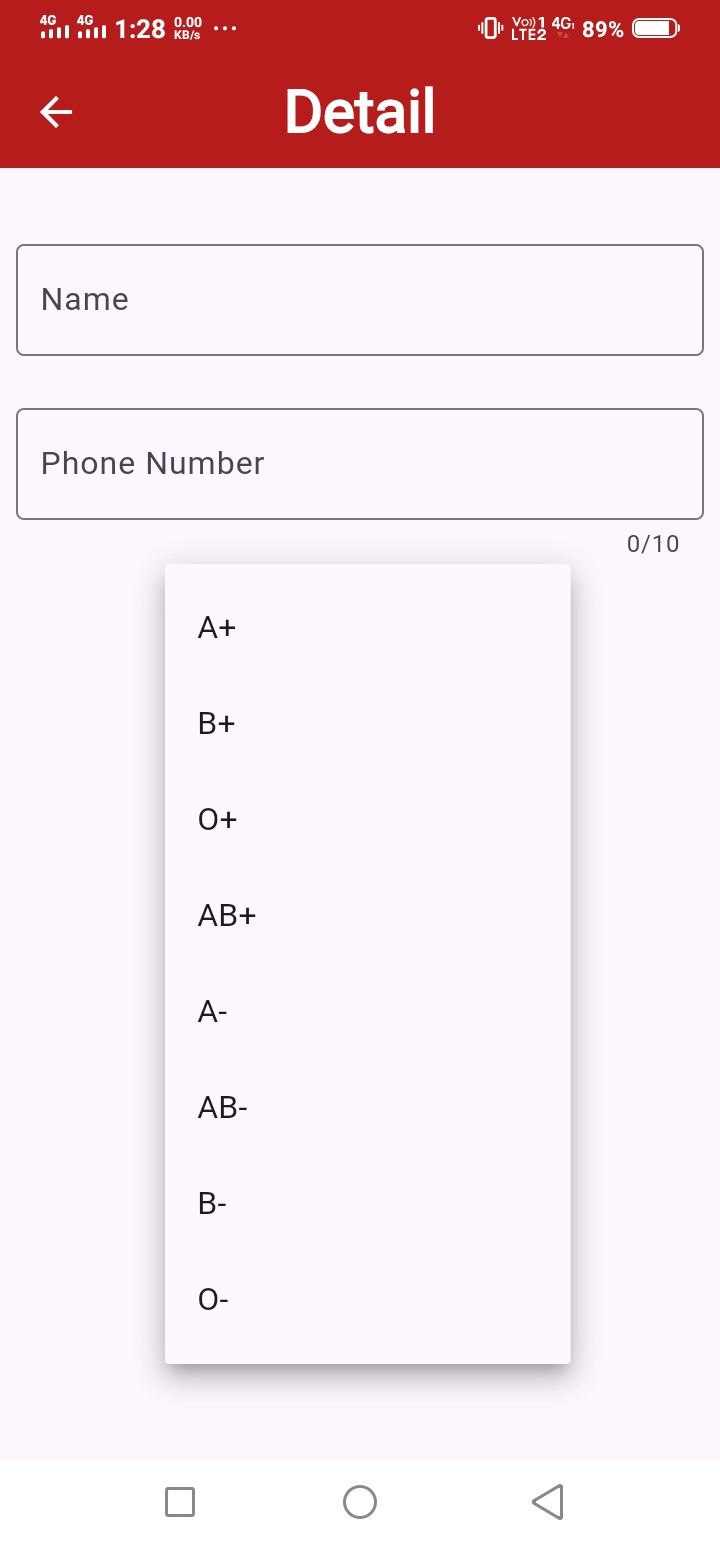 4G 4G 1:28 0.00 KB/s ... Vo)) 1 LTE2 4G 89%
Detail
Name
Phone Number
0/10
A+
B+
O+
AB+
A-
AB-
B-
O-